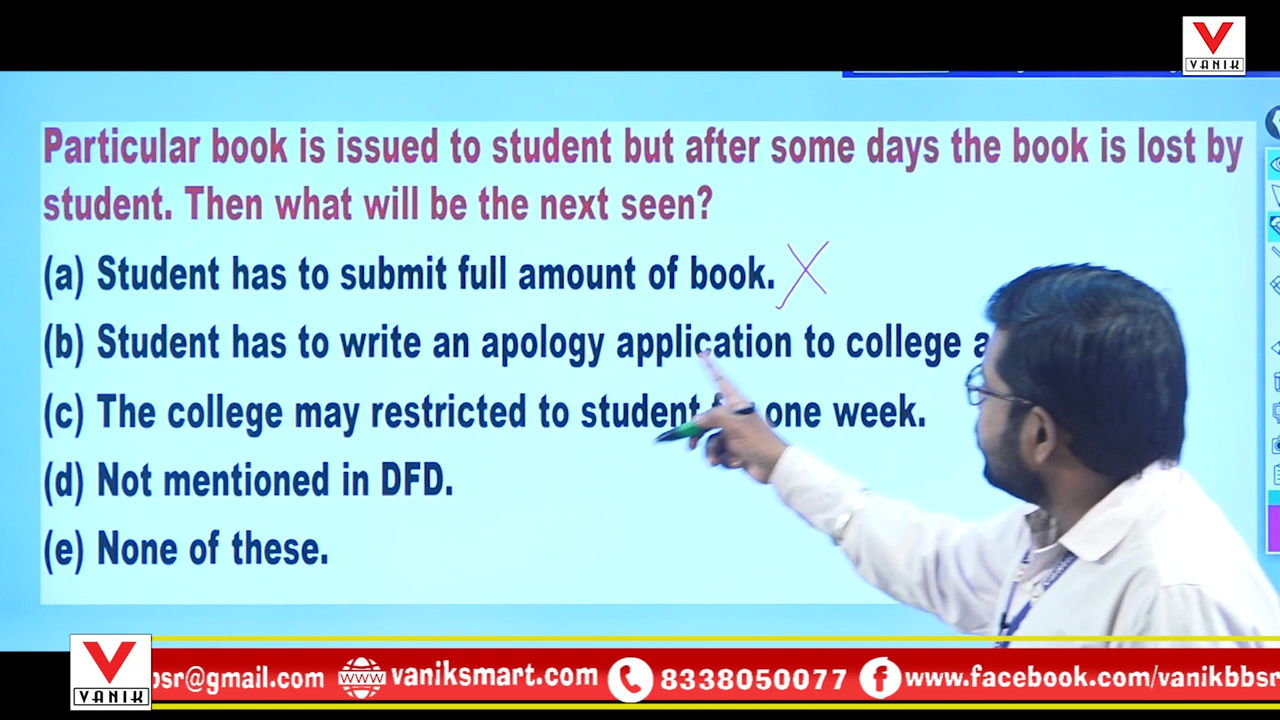 VANIK
Particular book is issued to student but after some days the book is lost by
student. Then what will be the next seen?
(a) Student has to submit full amount of book.
(b) Student has to write an apology application to college
(c) The college may restricted to student one week.
(d) Not mentioned in DFD.
(e) None of these.
VANIK
bsr@gmail.com www vaniksmart.com 8338050077 f www.facebook.com/vanikbbsr